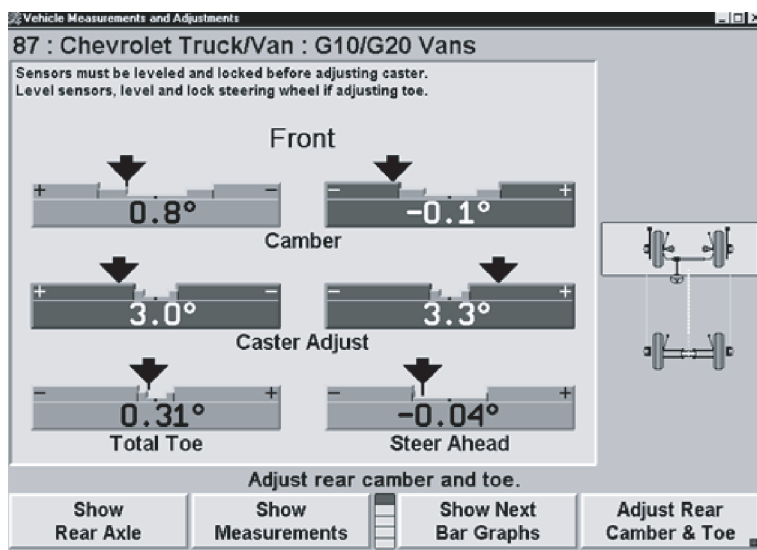 Vehicle Measurements and Adjustments
87 : Chevrolet Truck/Van : G10/G20 Vans
Sensors must be leveled and locked before adjusting caster.
Level sensors, level and lock steering wheel if adjusting toe.
Front
+ - - +
0.8° -0.1°
Camber
+ - - +
3.0° 3.3°
Caster Adjust
- + - +
0.31° -0.04°
Total Toe Steer Ahead
Adjust rear camber and toe.
Show Rear Axle
Show Measurements
Show Next Bar Graphs
Adjust Rear Camber & Toe